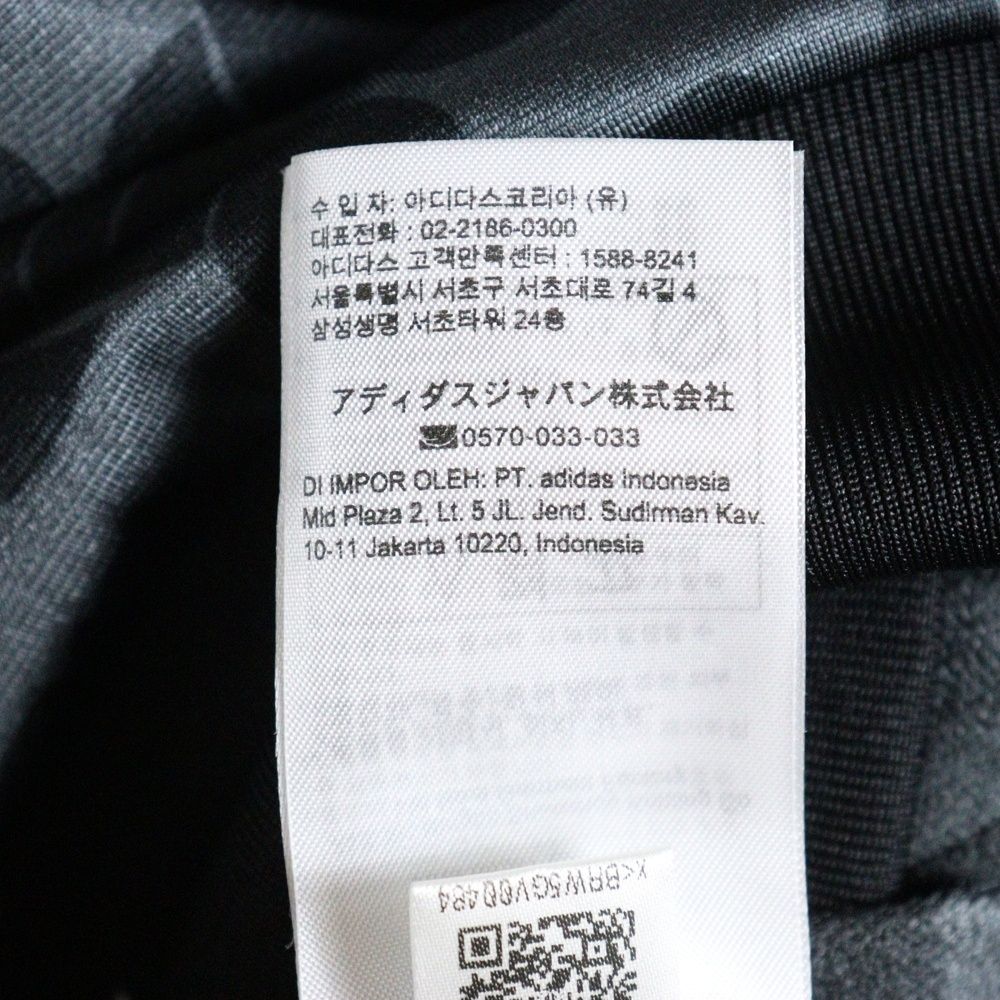 수 입 자: 아디다스코리아 (유)
대표전화 : 02-2186-0300
아디다스 고객만족센터 : 1588-8241
서울특별시 서초구 서초대로 74길 4
삼성생명 서초타워 24층
アディダスジャパン株式会社
0570-033-033
DI IMPOR OLEH: PT. adidas Indonesia
Mid Plaza 2, Lt. 5 JL. Jend. Sudirman Kav.
10-11 Jakarta 10220, Indonesia